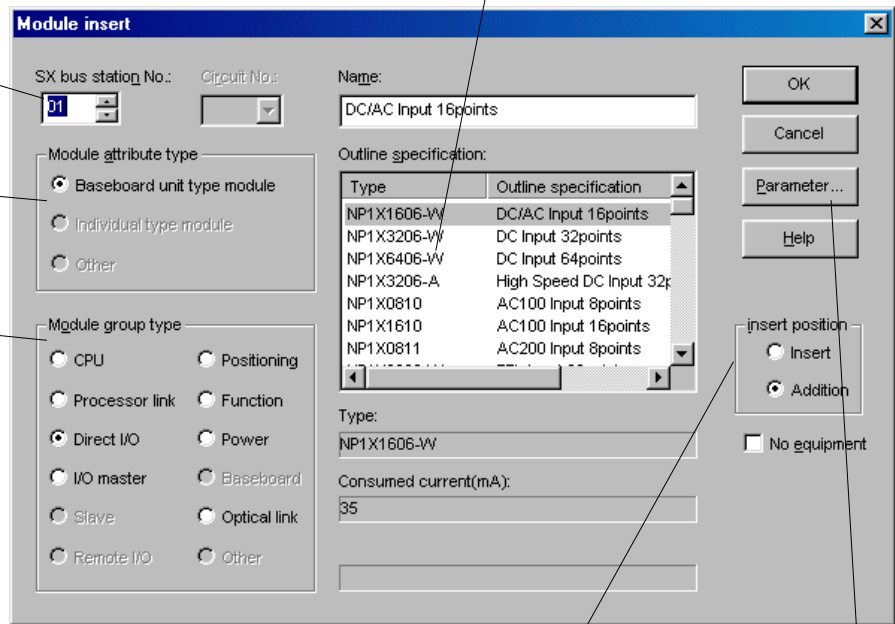 Module insert
SX bus station No.:
Circuit No.:
01
Module attribute type
Baseboard unit type module
Individual type module
Other
Module group type
CPU
Positioning
Processor link
Function
Direct I/O
Power
I/O master
Baseboard
Slave
Optical link
Remote I/O
Other
Name:
DC/AC Input 16points
Outline specification:
Type Outline specification
NP1X1606-W DC/AC Input 16points
NP1X3206-W DC Input 32points
NP1X6406-W DC Input 64points
NP1X3206-A High Speed DC Input 32p
NP1X0810 AC100 Input 8points
NP1X1610 AC100 Input 16points
NP1X0811 AC200 Input 8points
Type:
NP1X1606-W
Consumed current(mA):
35
OK
Cancel
Parameter...
Help
insert position
Insert
Addition
No equipment